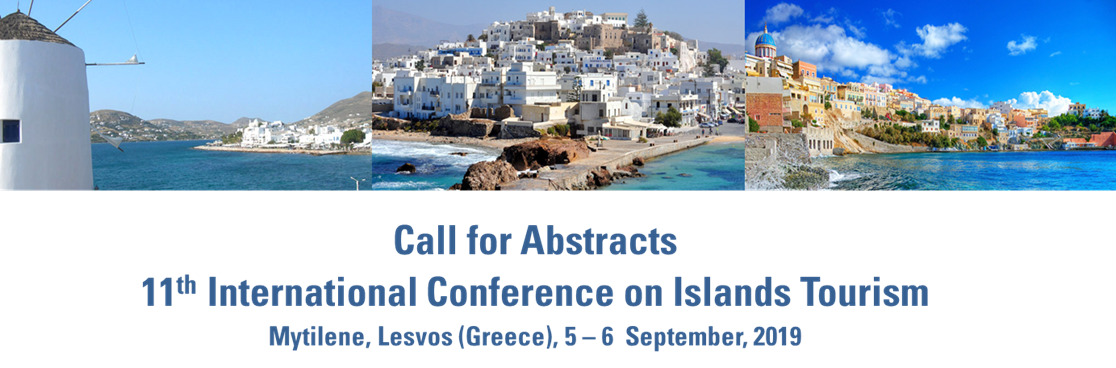 Call for Abstracts
11th International Conference on Islands Tourism
Mytilene, Lesvos (Greece), 5 – 6 September, 2019